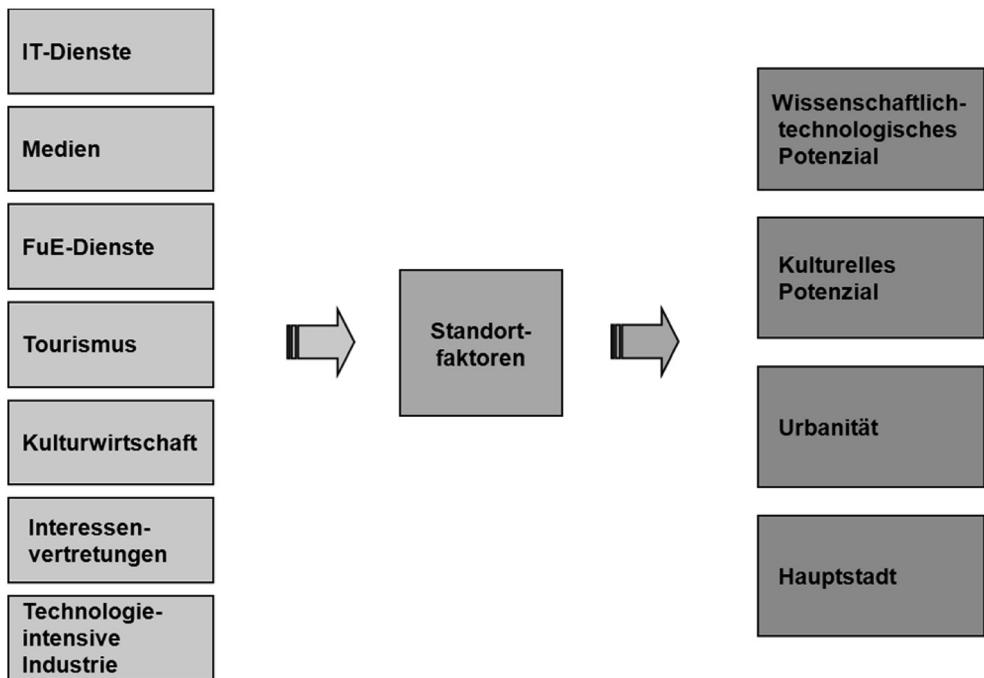 IT-Dienste
Medien
FuE-Dienste
Tourismus
Kulturwirtschaft
Interessen-
vertretungen
Technologie-
intensive
Industrie
Standort-
faktoren
Wissenschaftlich-
technologisches
Potenzial
Kulturelles
Potenzial
Urbanität
Hauptstadt